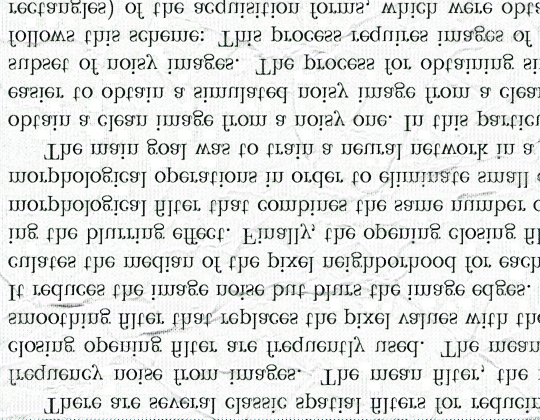 There are several classic spatial filters for reducin
frequency noise from images. The mean filter, the
closing opening filter are frequently used. The mean
smoothing filter that replaces the pixel values with the
It reduces the image noise but blurs the image edges.
culates the median of the pixel neighborhood for each
ing the blurring effect. Finally, the opening closing fil
morphological filter that combines the same number o
morphological operations in order to eliminate small
The main goal was to train a neural network in a
obtain a clean image from a noisy one. In this particu
easier to obtain a simulated noisy image from a clea
subset of noisy images. The process for obtaining si
follows this scheme: This process requires images of
rectangles) of the acquisition forms, which were obta